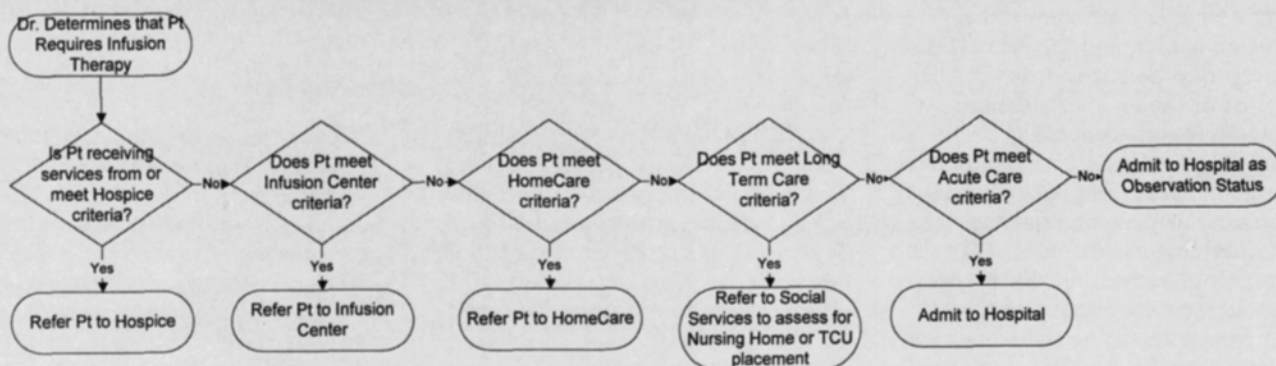 Dr. Determines that Pt
Requires Infusion
Therapy
Is Pt receiving
services from or
meet Hospice
criteria?
No
Does Pt meet
Infusion Center
criteria?
No
Does Pt meet
HomeCare
criteria?
No
Does Pt meet Long
Term Care
criteria?
No
Does Pt meet
Acute Care
criteria?
No
Admit to Hospital as
Observation Status
Yes
Yes
Yes
Yes
Yes
Refer Pt to Hospice
Refer Pt to Infusion
Center
Refer Pt to HomeCare
Refer to Social
Services to assess for
Nursing Home or TCU
placement
Admit to Hospital